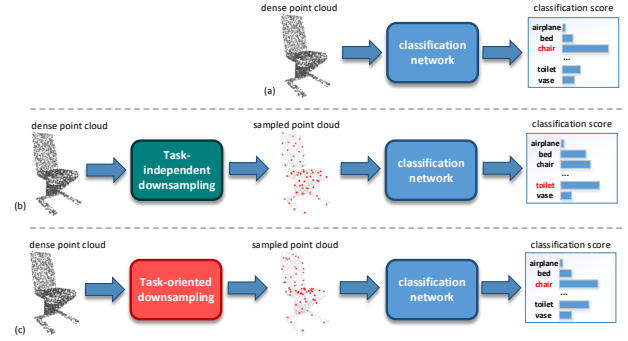 dense point cloud
classification score
classification
network
airplane
bed
chair
...
toilet
vase
(a)
dense point cloud
sampled point cloud
classification score
Task-
independent
downsampling
classification
network
airplane
bed
chair
...
toilet
vase
(b)
dense point cloud
sampled point cloud
classification score
Task-oriented
downsampling
classification
network
airplane
bed
chair
...
toilet
vase
(c)